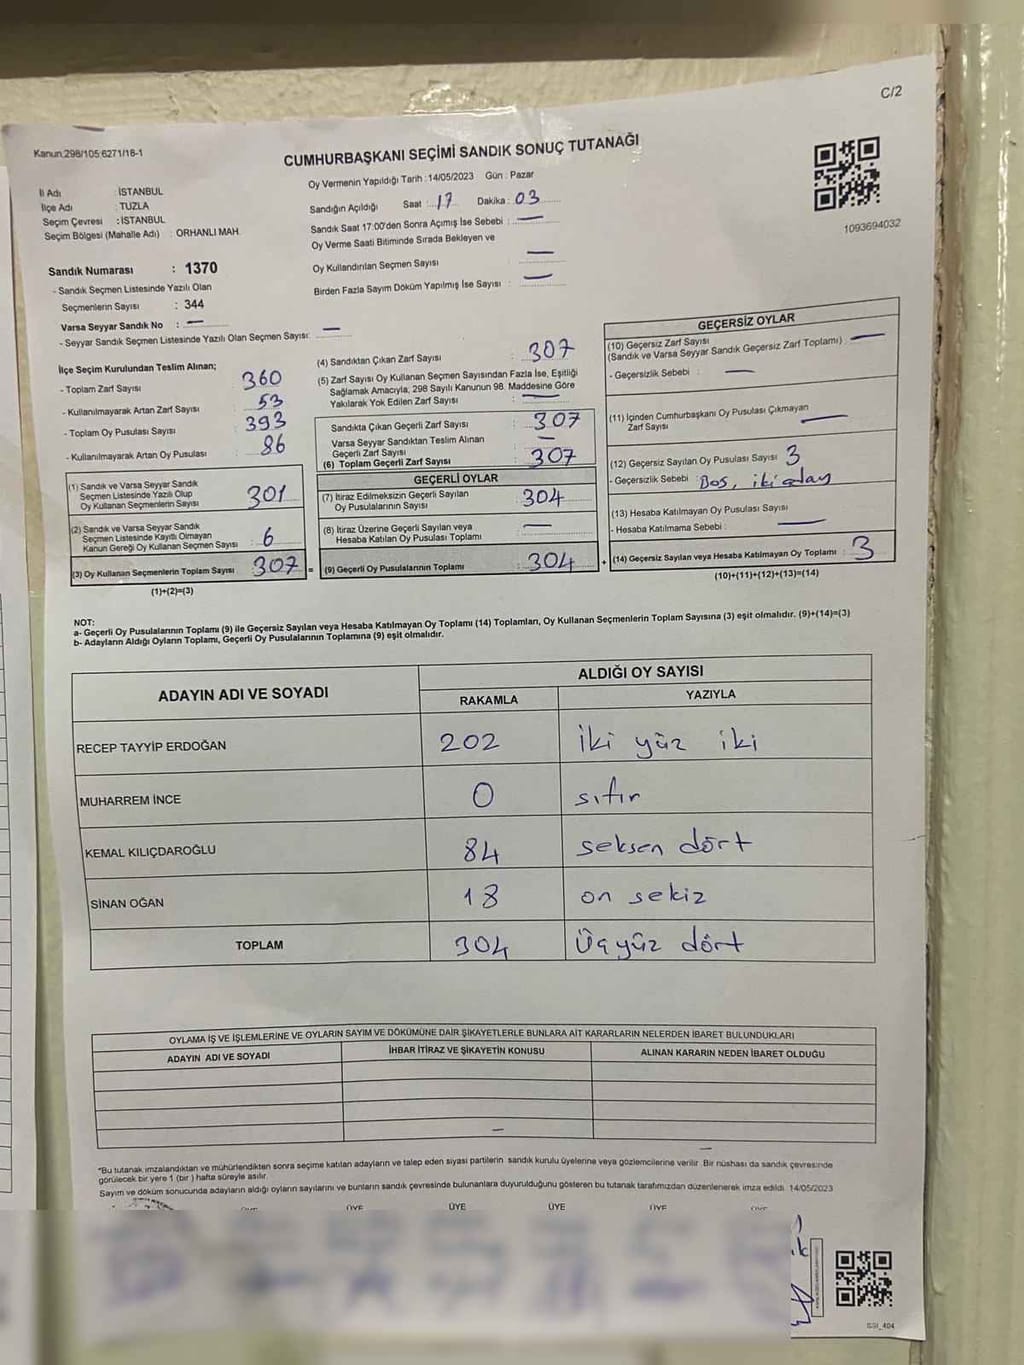 C/2
Kanun:298/105:6271/18-1
CUMHURBAŞKANI SEÇİMİ SANDIK SONUÇ TUTANAĞI
1093694032
İl Adı : İSTANBUL
İlçe Adı : TUZLA
Seçim Çevresi : İSTANBUL
Seçim Bölgesi (Mahalle Adı) : ORHANLI MAH.
Sandık Numarası : 1370
- Sandık Seçmen Listesinde Yazılı Olan
Seçmenlerin Sayısı : 344
Varsa Seyyar Sandık No : —
- Seyyar Sandık Seçmen Listesinde Yazılı Olan Seçmen Sayısı: —
Oy Vermenin Yapıldığı Tarih : 14/05/2023 Gün : Pazar
Sandığın Açıldığı Saat : 17 Dakika : 03
Sandık Saat 17:00'den Sonra Açımış İse Sebebi : —
Oy Verme Saati Bitiminde Sırada Bekleyen ve
Oy Kullandırılan Seçmen Sayısı —
Birden Fazla Sayım Döküm Yapılmış İse Sayısı : —
İlçe Seçim Kurulundan Teslim Alınan;
- Toplam Zarf Sayısı : 360
- Kullanılmayarak Artan Zarf Sayısı : 53
- Toplam Oy Pusulası Sayısı : 393
- Kullanılmayarak Artan Oy Pusulası : 86
(1) Sandık ve Varsa Seyyar Sandık
Seçmen Listesinde Yazılı Olup
Oy Kullanan Seçmenlerin Sayısı : 301
(2) Sandık ve Varsa Seyyar Sandık
Seçmen Listesinde Kayıtlı Olmayan
Kanun Gereği Oy Kullanan Seçmen Sayısı : 6
(3) Oy Kullanan Seçmenlerin Toplam Sayısı : 307 =
(1)+(2)=(3)
(4) Sandıktan Çıkan Zarf Sayısı : 307
(5) Zarf Sayısı Oy Kullanan Seçmen Sayısından Fazla İse, Eşitliği
Sağlamak Amacıyla, 298 Sayılı Kanunun 98. Maddesine Göre
Yakılarak Yok Edilen Zarf Sayısı : —
Sandıkta Çıkan Geçerli Zarf Sayısı : 307
Varsa Seyyar Sandıktan Teslim Alınan
Geçerli Zarf Sayısı : —
(6) Toplam Geçerli Zarf Sayısı : 307
GEÇERLİ OYLAR
(7) İtiraz Edilmeksizin Geçerli Sayılan
Oy Pusulalarının Sayısı : 304
(8) İtiraz Üzerine Geçerli Sayılan veya
Hesaba Katılan Oy Pusulası Toplamı : —
(9) Geçerli Oy Pusulalarının Toplamı : 304 +
GEÇERSİZ OYLAR
(10) Geçersiz Zarf Sayısı
(Sandık ve Varsa Seyyar Sandık Geçersiz Zarf Toplamı) : —
- Geçersizlik Sebebi : —
(11) İçinden Cumhurbaşkanı Oy Pusulası Çıkmayan
Zarf Sayısı —
(12) Geçersiz Sayılan Oy Pusulası Sayısı : 3
- Geçersizlik Sebebi : Boş, iki aday
(13) Hesaba Katılmayan Oy Pusulası Sayısı
- Hesaba Katılmama Sebebi : —
(14) Geçersiz Sayılan veya Hesaba Katılmayan Oy Toplamı : 3
(10)+(11)+(12)+(13)=(14)
NOT:
a- Geçerli Oy Pusulalarının Toplamı (9) ile Geçersiz Sayılan veya Hesaba Katılmayan Oy Toplamı (14) Toplamları, Oy Kullanan Seçmenlerin Toplam Sayısına (3) eşit olmalıdır. (9)+(14)=(3)
b- Adayların Aldığı Oyların Toplamı, Geçerli Oy Pusulalarının Toplamına (9) eşit olmalıdır.
ADAYIN ADI VE SOYADI ALDIĞI OY SAYISI
RAKAMLA YAZIYLA
RECEP TAYYİP ERDOĞAN 202 iki yüz iki
MUHARREM İNCE 0 sıfır
KEMAL KILIÇDAROĞLU 84 seksen dört
SİNAN OĞAN 18 on sekiz
TOPLAM 304 Üç yüz dört
OYLAMA İŞ VE İŞLEMLERİNE VE OYLARIN SAYIM VE DÖKÜMÜNE DAİR ŞİKAYETLERLE BUNLARA AİT KARARLARIN NELERDEN İBARET BULUNDUKLARI
ADAYIN ADI VE SOYADI İHBAR İTİRAZ VE ŞİKAYETİN KONUSU ALINAN KARARIN NEDEN İBARET OLDUĞU
*Bu tutanak imzalandıktan ve mühürlendikten sonra seçime katılan adayların ve talep eden siyasi partilerin sandık kurulu üyelerine veya gözlemcilerine verilir. Bir nüshası da sandık çevresinde
görülecek bir yere 1 (bir) hafta süreyle asılır.
Sayım ve döküm sonucunda adayların aldığı oyların sayılarını ve bunların sandık çevresinde bulunanlara duyurulduğunu gösteren bu tutanak tarafımızdan düzenlenerek imza edildi. 14/05/2023
ÜYE ÜYE ÜYE ÜYE